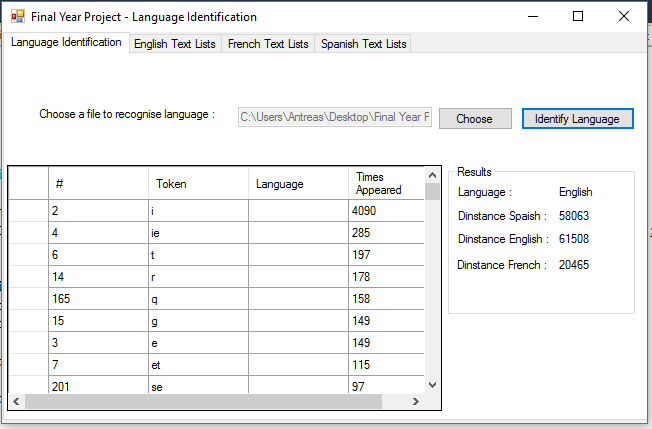 Final Year Project - Language Identification
Language Identification English Text Lists French Text Lists Spanish Text Lists
Choose a file to recognise language : C:\Users\Antreas\Desktop\Final Year F Choose Identify Language
# Token Language Times Appeared
2 i 4090
4 ie 285
6 t 197
14 r 178
165 q 158
15 g 149
3 e 149
7 et 115
201 se 97
Results
Language : English
Dinstance Spaish : 58063
Dinstance English : 61508
Dinstance French : 20465